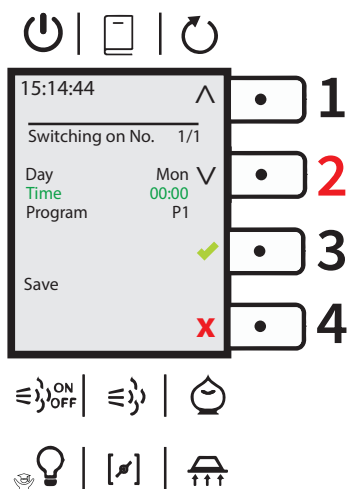 15:14:44
1
Switching on No. 1/1
Day Mon
2
Time 00:00
Program P1
3
Save
X
4
ON
OFF